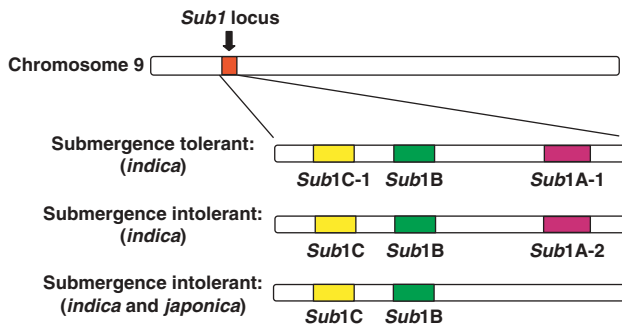 Sub1 locus
Chromosome 9
Submergence tolerant:
(indica)
Sub1C-1 Sub1B Sub1A-1
Submergence intolerant:
(indica)
Sub1C Sub1B Sub1A-2
Submergence intolerant:
(indica and japonica)
Sub1C Sub1B